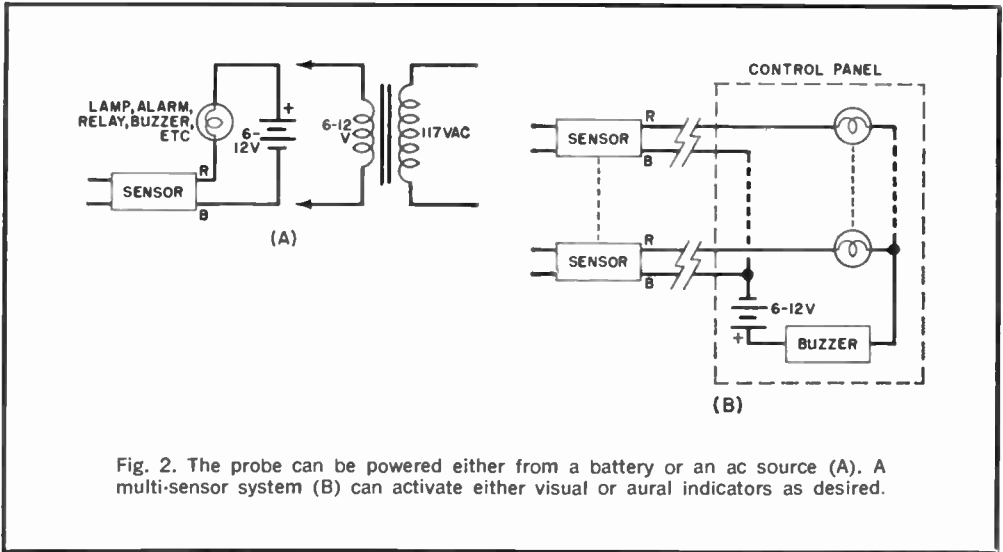 LAMP, ALARM,
RELAY, BUZZER,
ETC
+
6-
12V
R
SENSOR
B
6-12
V
117VAC
(A)
CONTROL PANEL
R
SENSOR
B
R
SENSOR
B
6-12V
+
BUZZER
(B)
Fig. 2. The probe can be powered either from a battery or an ac source (A). A
multi-sensor system (B) can activate either visual or aural indicators as desired.